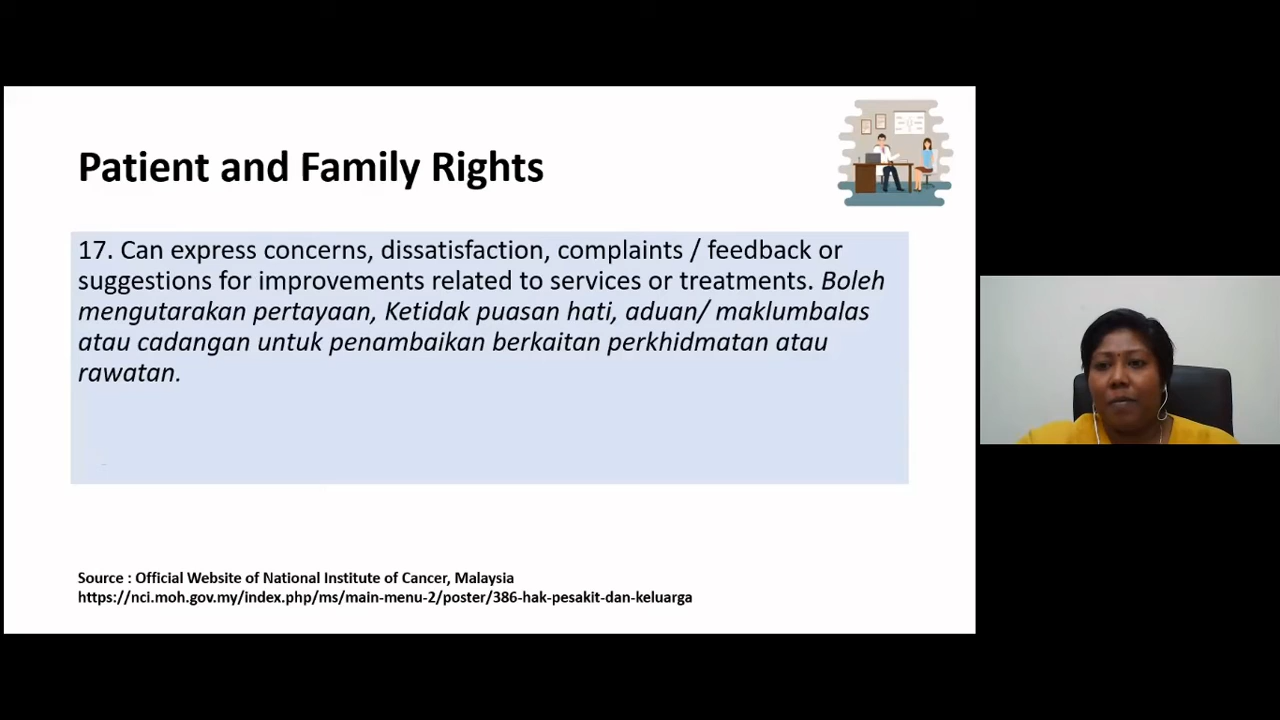 Patient and Family Rights
17. Can express concerns, dissatisfaction, complaints / feedback or
suggestions for improvements related to services or treatments. Boleh
mengutarakan pertayaan, Ketidak puasan hati, aduan/ maklumbalas
atau cadangan untuk penambaikan berkaitan perkhidmatan atau
rawatan.
Source : Official Website of National Institute of Cancer, Malaysia
https://nci.moh.gov.my/index.php/ms/main-menu-2/poster/386-hak-pesakit-dan-keluarga